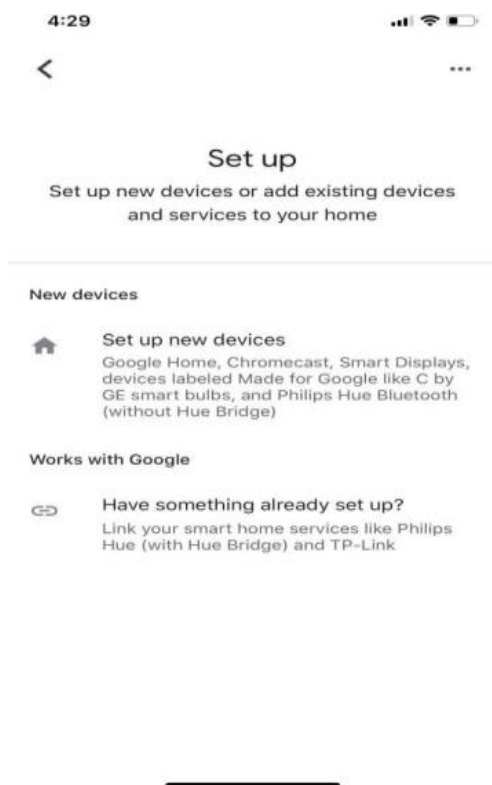 4:29
Set up
Set up new devices or add existing devices
and services to your home
New devices
Set up new devices
Google Home, Chromecast, Smart Displays,
devices labeled Made for Google like C by
GE smart bulbs, and Philips Hue Bluetooth
(without Hue Bridge)
Works with Google
Have something already set up?
Link your smart home services like Philips
Hue (with Hue Bridge) and TP-Link